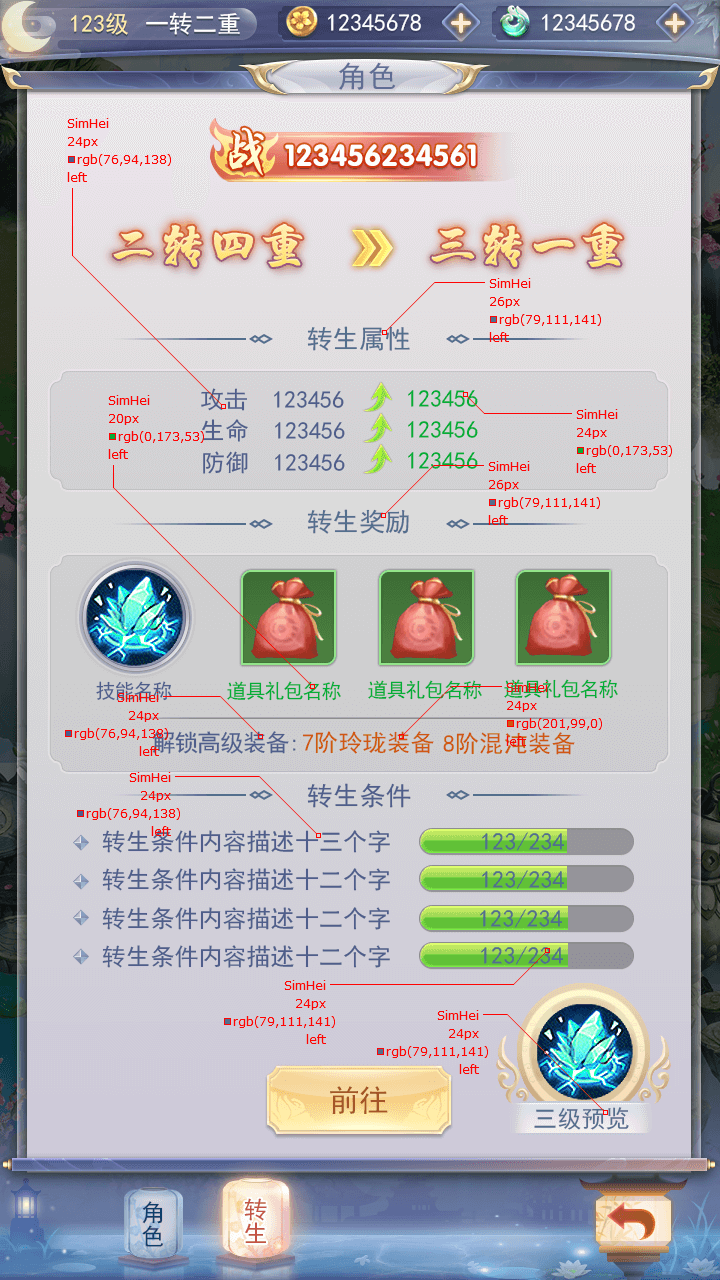 123级 一转二重 12345678 12345678
角色
战 123456234561
SimHei
24px
rgb(76,94,138)
left
二转四重 三转一重
SimHei
26px
rgb(79,111,141)
left
转生属性
攻击 123456 123456
生命 123456 123456
防御 123456 123456
SimHei
20px
rgb(0,173,53)
left
SimHei
24px
rgb(0,173,53)
left
SimHei
26px
rgb(79,111,141)
left
转生奖励
技能名称 道具礼包名称 道具礼包名称 道具礼包名称
SimHei
24px
rgb(76,94,138)
left
SimHei
24px
rgb(201,99,0)
left
解锁高级装备:7阶玲珑装备 8阶混沌装备
SimHei
24px
rgb(76,94,138)
left
转生条件
转生条件内容描述十三个字 123/234
转生条件内容描述十二个字 123/234
转生条件内容描述十二个字 123/234
转生条件内容描述十二个字 123/234
SimHei
24px
rgb(79,111,141)
left
SimHei
24px
rgb(79,111,141)
left
前往
三级预览
角色 转生